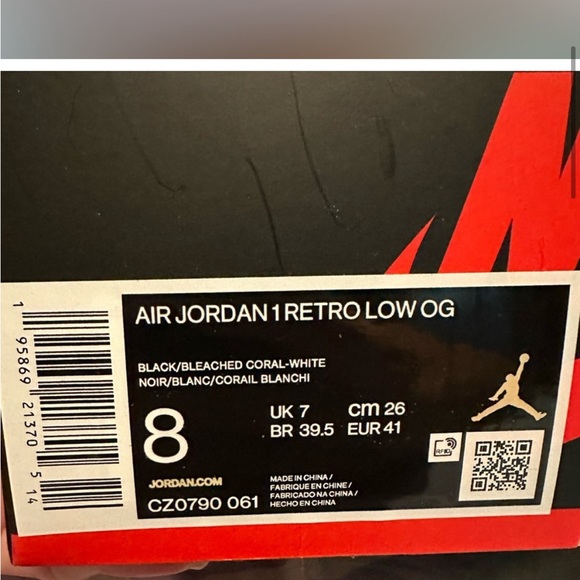 AIR JORDAN 1 RETRO LOW OG
BLACK/BLEACHED CORAL-WHITE
NOIR/BLANC/CORAIL BLANCHI
8
UK 7 cm 26
BR 39.5 EUR 41
RFID
JORDAN.COM
CZ0790 061
MADE IN CHINA /
FABRIQUE EN CHINE /
FABRICADO NA CHINA /
HECHO EN CHINA
1 95869 21370 514